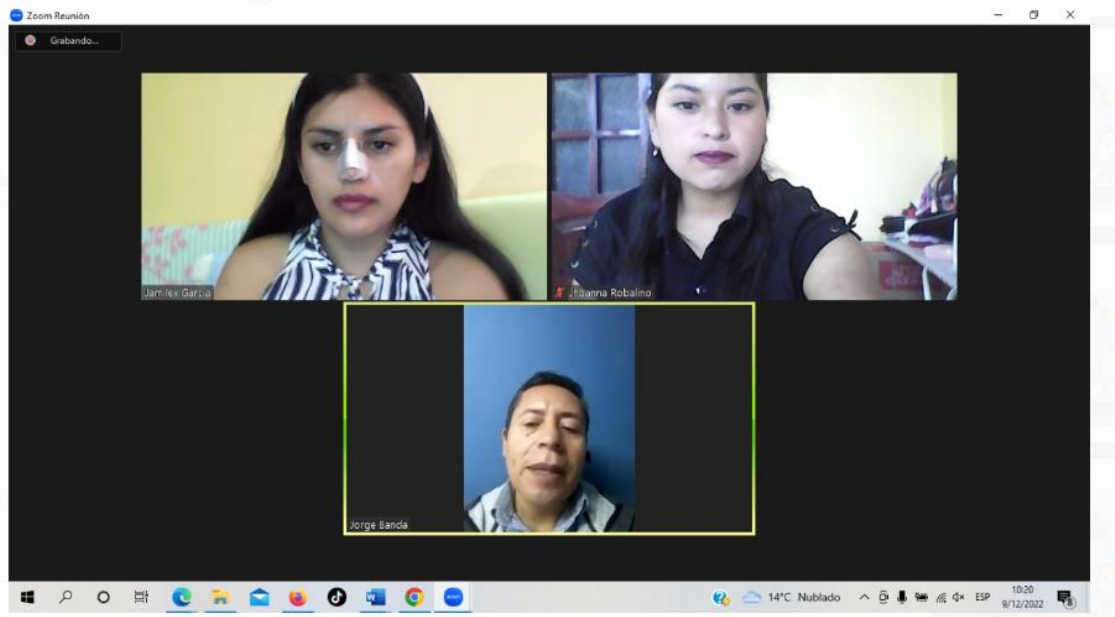 Zoom Reunión
Grabando...
Jamilex Garcia
Jhoanna Robalino
Jorge Banda
14°C Nublado
ESP
10:20
9/12/2022